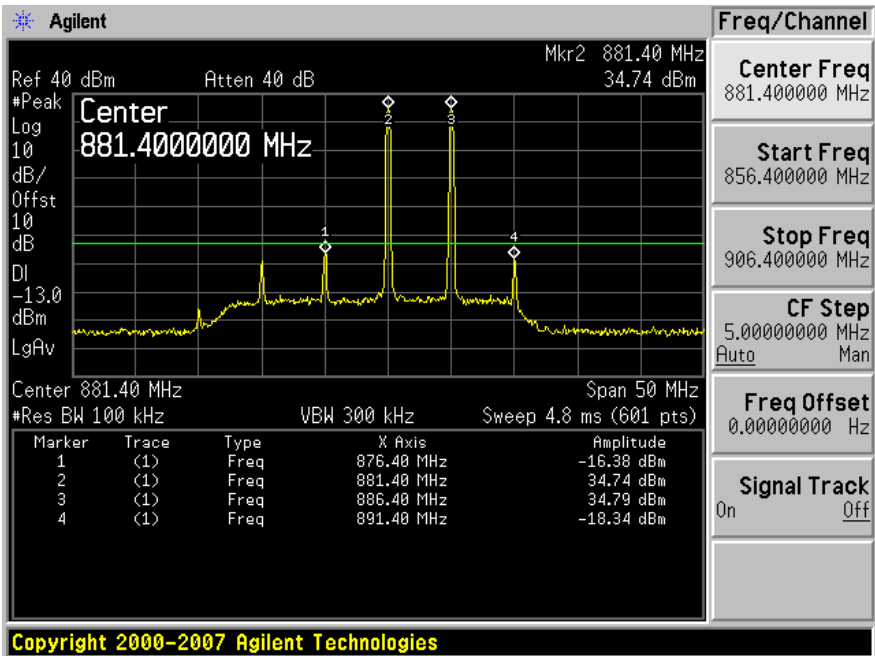 Agilent
Freq/Channel
Mkr2 881.40 MHz
Ref 40 dBm Atten 40 dB 34.74 dBm
#Peak
Log
10
dB/
Offst
10
dB
DI
-13.0
dBm
LgAv
Center
881.4000000 MHz
1
2
3
4
Center 881.40 MHz Span 50 MHz
#Res BW 100 kHz VBW 300 kHz Sweep 4.8 ms (601 pts)
Marker Trace Type X Axis Amplitude
1 (1) Freq 876.40 MHz -16.38 dBm
2 (1) Freq 881.40 MHz 34.74 dBm
3 (1) Freq 886.40 MHz 34.79 dBm
4 (1) Freq 891.40 MHz -18.34 dBm
Center Freq
881.400000 MHz
Start Freq
856.400000 MHz
Stop Freq
906.400000 MHz
CF Step
5.00000000 MHz
Auto Man
Freq Offset
0.00000000 Hz
Signal Track
On Off
Copyright 2000-2007 Agilent Technologies